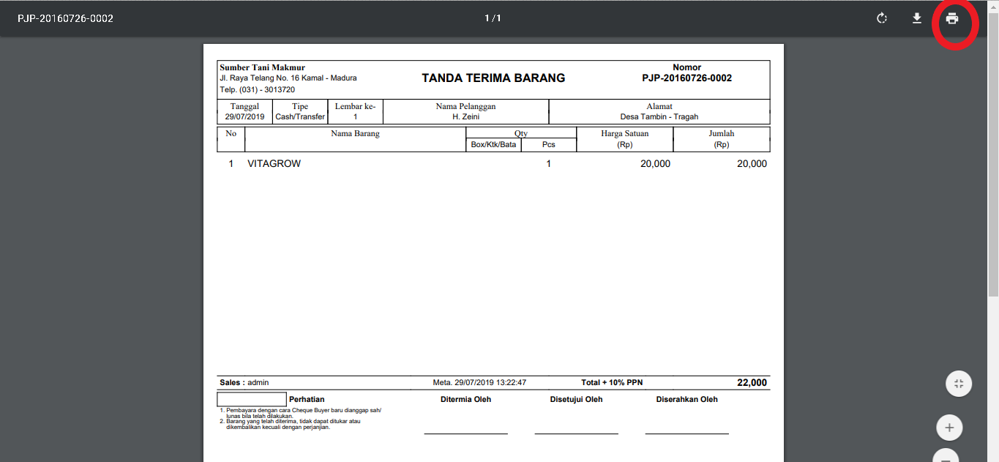 PJP-20160726-0002
1 / 1
Sumber Tani Makmur
Jl. Raya Telang No. 16 Kamal - Madura
Telp. (031) - 3013720
TANDA TERIMA BARANG
Nomor
PJP-20160726-0002
Tanggal Tipe Lembar ke- Nama Pelanggan Alamat
29/07/2019 Cash/Transfer 1 H. Zeini Desa Tambin - Tragah
No Nama Barang Qty Harga Satuan Jumlah
Box/Ktk/Bata Pcs (Rp) (Rp)
1 VITAGROW 1 20,000 20,000
Sales : admin Meta. 29/07/2019 13:22:47 Total + 10% PPN 22,000
Perhatian Ditermia Oleh Disetujui Oleh Diserahkan Oleh
1. Pembayara dengan cara Cheque Buyer baru dianggap sah/
lunas bila telah dilakukan.
2. Barang yang telah diterima, tidak dapat ditukar atau
dikembalikan kecuali dengan perjanjian.